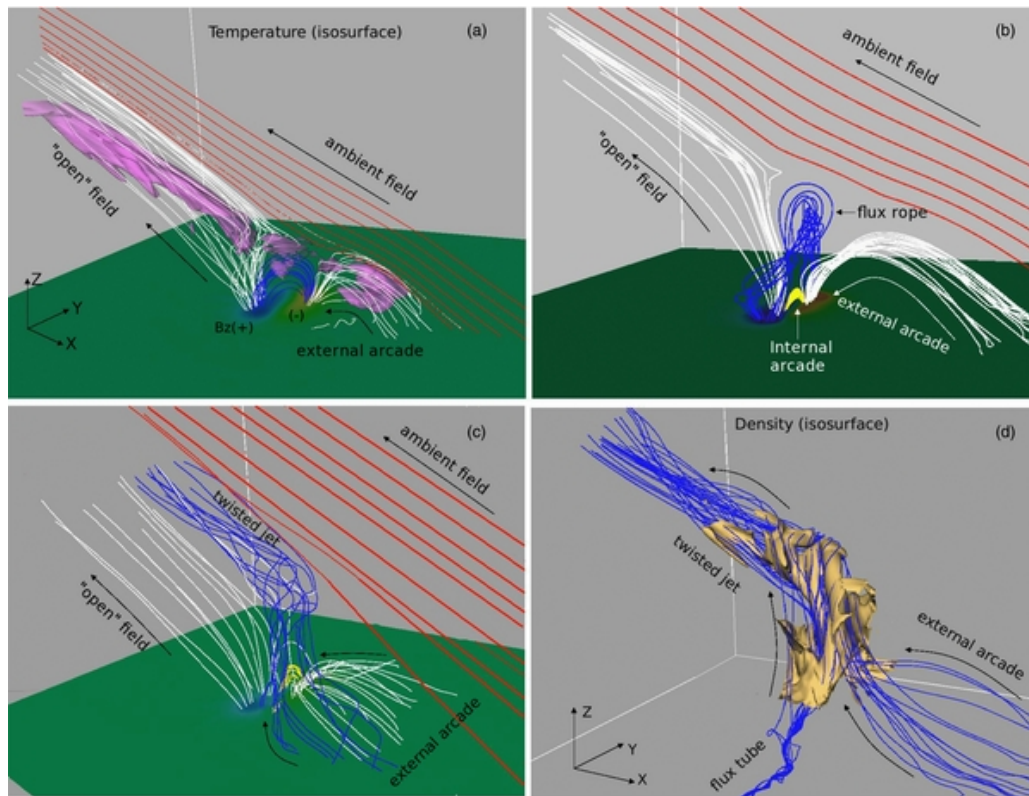 Temperature (isosurface)
(a)
ambient field
"open" field
Z
Y
X
Bz(+)
(-)
external arcade
(b)
ambient field
"open" field
flux rope
external arcade
Internal
arcade
(c)
ambient field
twisted jet
"open" field
external arcade
Density (isosurface)
(d)
twisted jet
external arcade
Z
Y
X
flux tube